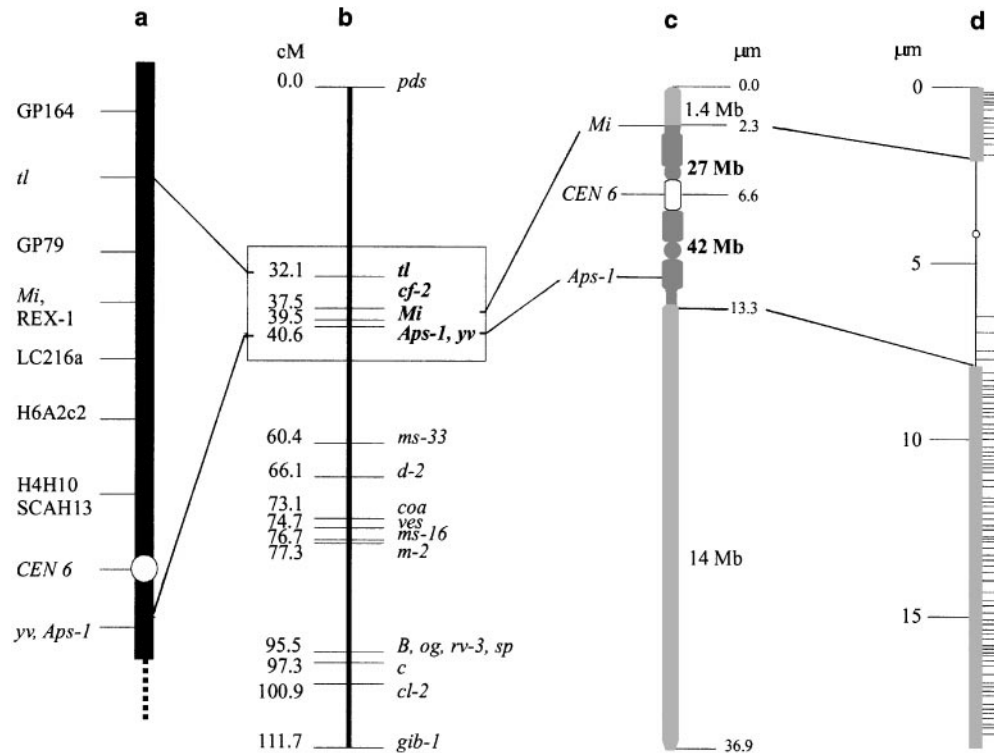 a
GP164
tl
GP79
Mi,
REX-1
LC216a
H6A2c2
H4H10
SCAH13
CEN 6
yv, Aps-1
b
cM
0.0 pds
32.1 tl
cf-2
37.5
39.5 Mi
40.6 Aps-1, yv
60.4 ms-33
66.1 d-2
73.1 coa
74.7 ves
76.7 ms-16
77.3 m-2
95.5 B, og, rv-3, sp
97.3 c
100.9 cl-2
111.7 gib-1
c
μm
0.0
1.4 Mb
Mi 2.3
27 Mb
CEN 6 6.6
42 Mb
Aps-1
13.3
14 Mb
36.9
d
μm
0
5
10
15